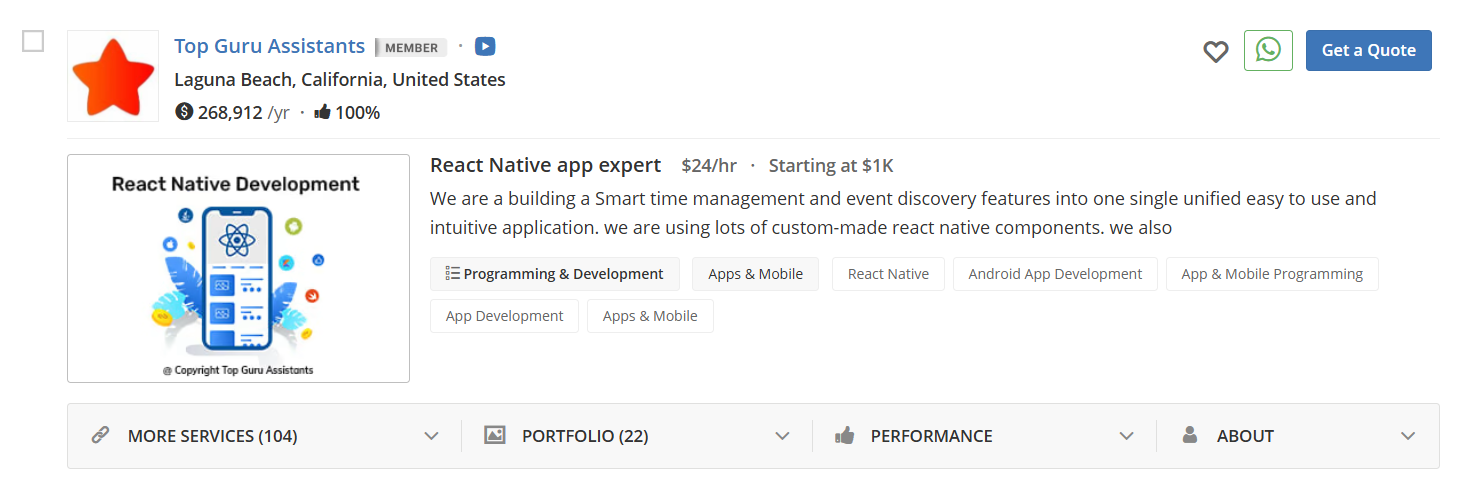 Top Guru Assistants MEMBER ·
Get a Quote
Laguna Beach, California, United States
$ 268,912 /yr · 100%
React Native Development
@ Copyright Top Guru Assistants
React Native app expert $24/hr · Starting at $1K
We are a building a Smart time management and event discovery features into one single unified easy to use and
intuitive application. we are using lots of custom-made react native components. we also
Programming & Development Apps & Mobile React Native Android App Development App & Mobile Programming
App Development Apps & Mobile
MORE SERVICES (104) PORTFOLIO (22) PERFORMANCE ABOUT